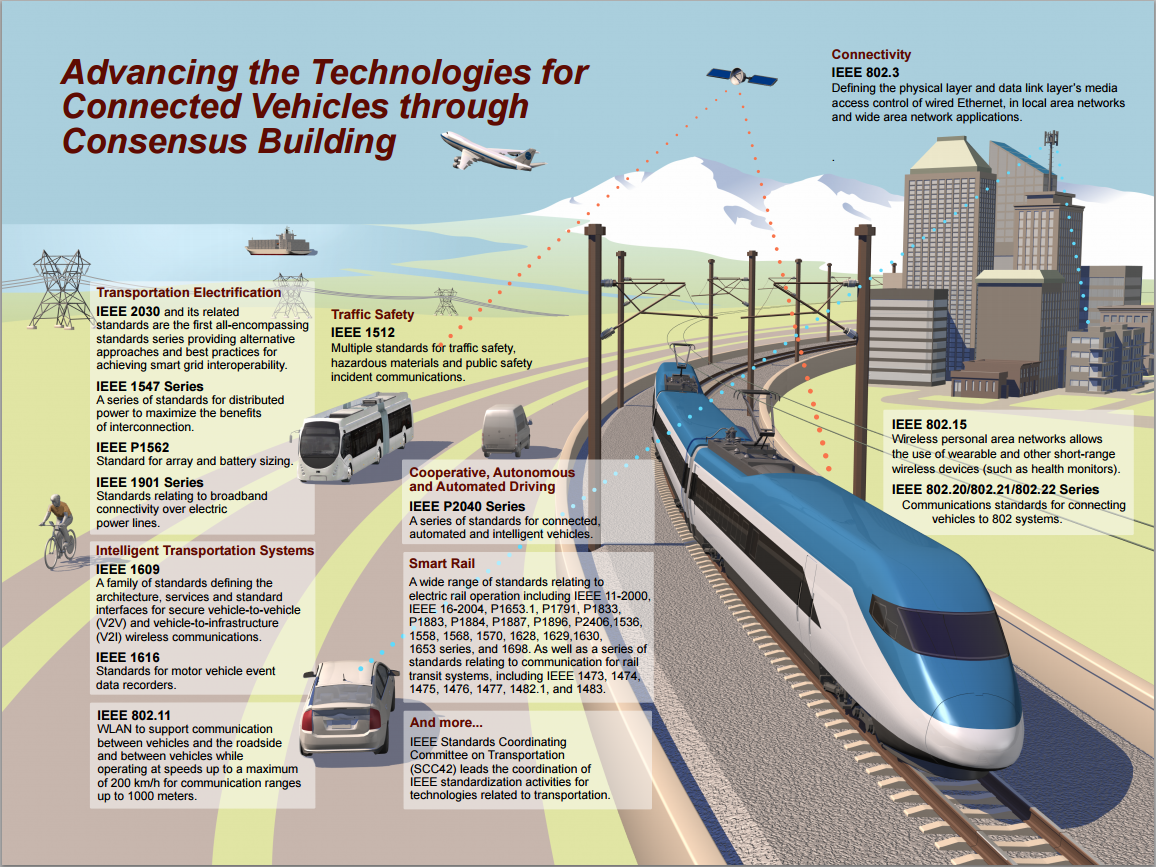 Advancing the Technologies for
Connected Vehicles through
Consensus Building
Connectivity
IEEE 802.3
Defining the physical layer and data link layer's media
access control of wired Ethernet, in local area networks
and wide area network applications.
Transportation Electrification
IEEE 2030 and its related
standards are the first all-encompassing
standards series providing alternative
approaches and best practices for
achieving smart grid interoperability.
IEEE 1547 Series
A series of standards for distributed
power to maximize the benefits
of interconnection.
IEEE P1562
Standard for array and battery sizing.
IEEE 1901 Series
Standards relating to broadband
connectivity over electric
power lines.
Intelligent Transportation Systems
IEEE 1609
A family of standards defining the
architecture, services and standard
interfaces for secure vehicle-to-vehicle
(V2V) and vehicle-to-infrastructure
(V2I) wireless communications.
IEEE 1616
Standards for motor vehicle event
data recorders.
IEEE 802.11
WLAN to support communication
between vehicles and the roadside
and between vehicles while
operating at speeds up to a maximum
of 200 km/h for communication ranges
up to 1000 meters.
Traffic Safety
IEEE 1512
Multiple standards for traffic safety,
hazardous materials and public safety
incident communications.
Cooperative, Autonomous
and Automated Driving
IEEE P2040 Series
A series of standards for connected,
automated and intelligent vehicles.
Smart Rail
A wide range of standards relating to
electric rail operation including IEEE 11-2000,
IEEE 16-2004, P1653.1, P1791, P1833,
P1883, P1884, P1887, P1896, P2406,1536,
1558, 1568, 1570, 1628, 1629,1630,
1653 series, and 1698. As well as a series of
standards relating to communication for rail
transit systems, including IEEE 1473, 1474,
1475, 1476, 1477, 1482.1, and 1483.
And more...
IEEE Standards Coordinating
Committee on Transportation
(SCC42) leads the coordination of
IEEE standardization activities for
technologies related to transportation.
IEEE 802.15
Wireless personal area networks allows
the use of wearable and other short-range
wireless devices (such as health monitors).
IEEE 802.20/802.21/802.22 Series
Communications standards for connecting
vehicles to 802 systems.